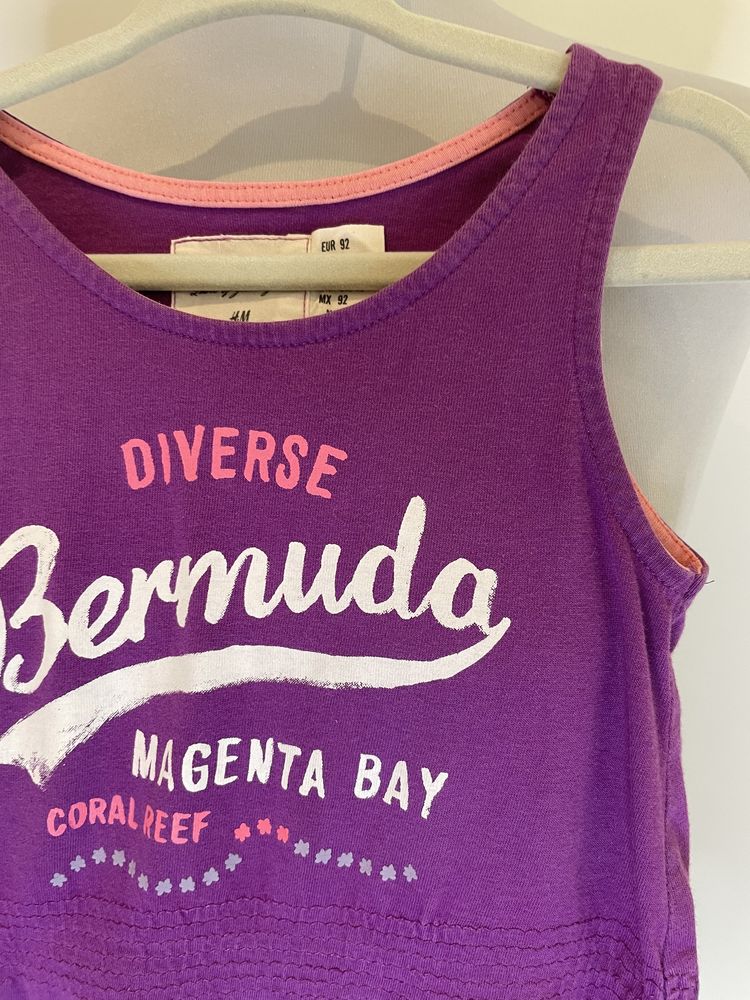 EUR 92
MX 92
H&M
DIVERSE
Bermuda
MAGENTA BAY
CORAL REEF